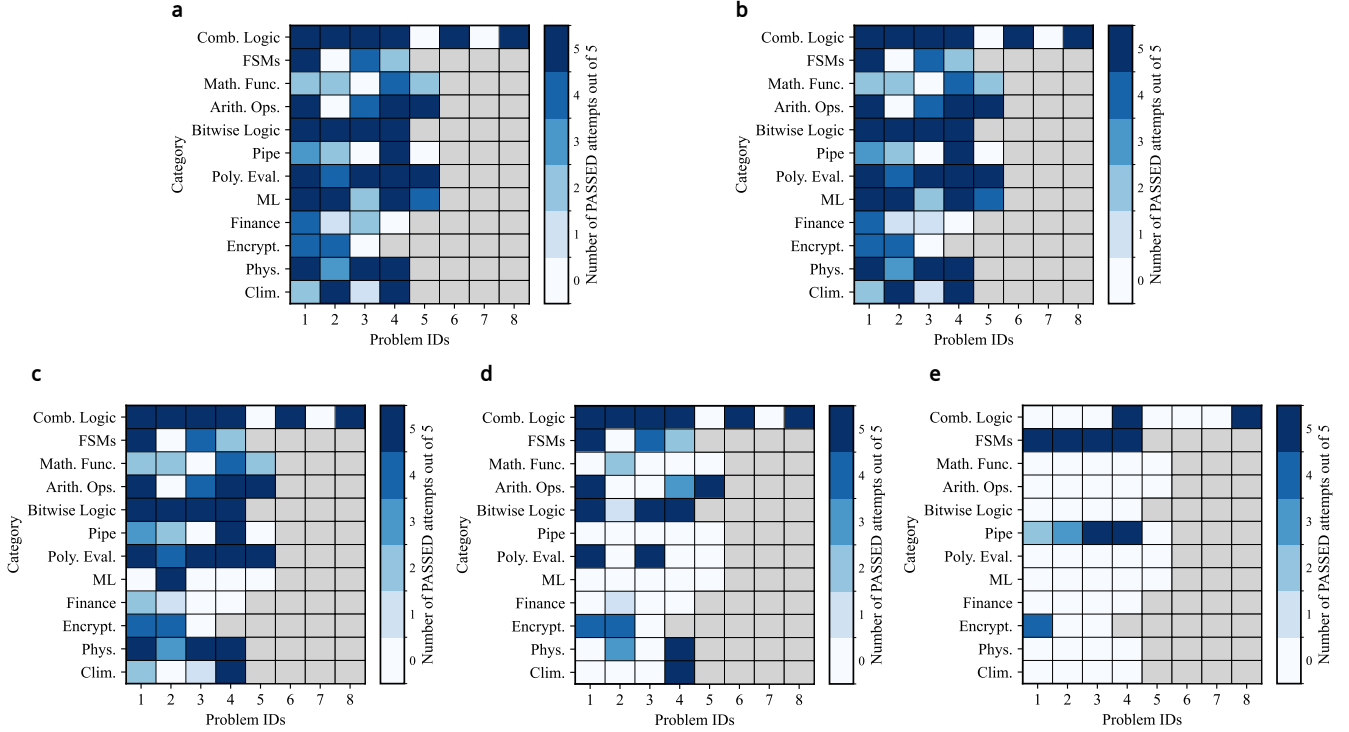 a
Category
Comb. Logic
FSMs
Math. Func.
Arith. Ops.
Bitwise Logic
Pipe
Poly. Eval.
ML
Finance
Encrypt.
Phys.
Clim.
1 2 3 4 5 6 7 8
Problem IDs
5
4
3
2
1
0
Number of PASSED attempts out of 5
b
Category
Comb. Logic
FSMs
Math. Func.
Arith. Ops.
Bitwise Logic
Pipe
Poly. Eval.
ML
Finance
Encrypt.
Phys.
Clim.
1 2 3 4 5 6 7 8
Problem IDs
5
4
3
2
1
0
Number of PASSED attempts out of 5
c
Category
Comb. Logic
FSMs
Math. Func.
Arith. Ops.
Bitwise Logic
Pipe
Poly. Eval.
ML
Finance
Encrypt.
Phys.
Clim.
1 2 3 4 5 6 7 8
Problem IDs
5
4
3
2
1
0
Number of PASSED attempts out of 5
d
Category
Comb. Logic
FSMs
Math. Func.
Arith. Ops.
Bitwise Logic
Pipe
Poly. Eval.
ML
Finance
Encrypt.
Phys.
Clim.
1 2 3 4 5 6 7 8
Problem IDs
5
4
3
2
1
0
Number of PASSED attempts out of 5
e
Category
Comb. Logic
FSMs
Math. Func.
Arith. Ops.
Bitwise Logic
Pipe
Poly. Eval.
ML
Finance
Encrypt.
Phys.
Clim.
1 2 3 4 5 6 7 8
Problem IDs
5
4
3
2
1
0
Number of PASSED attempts out of 5